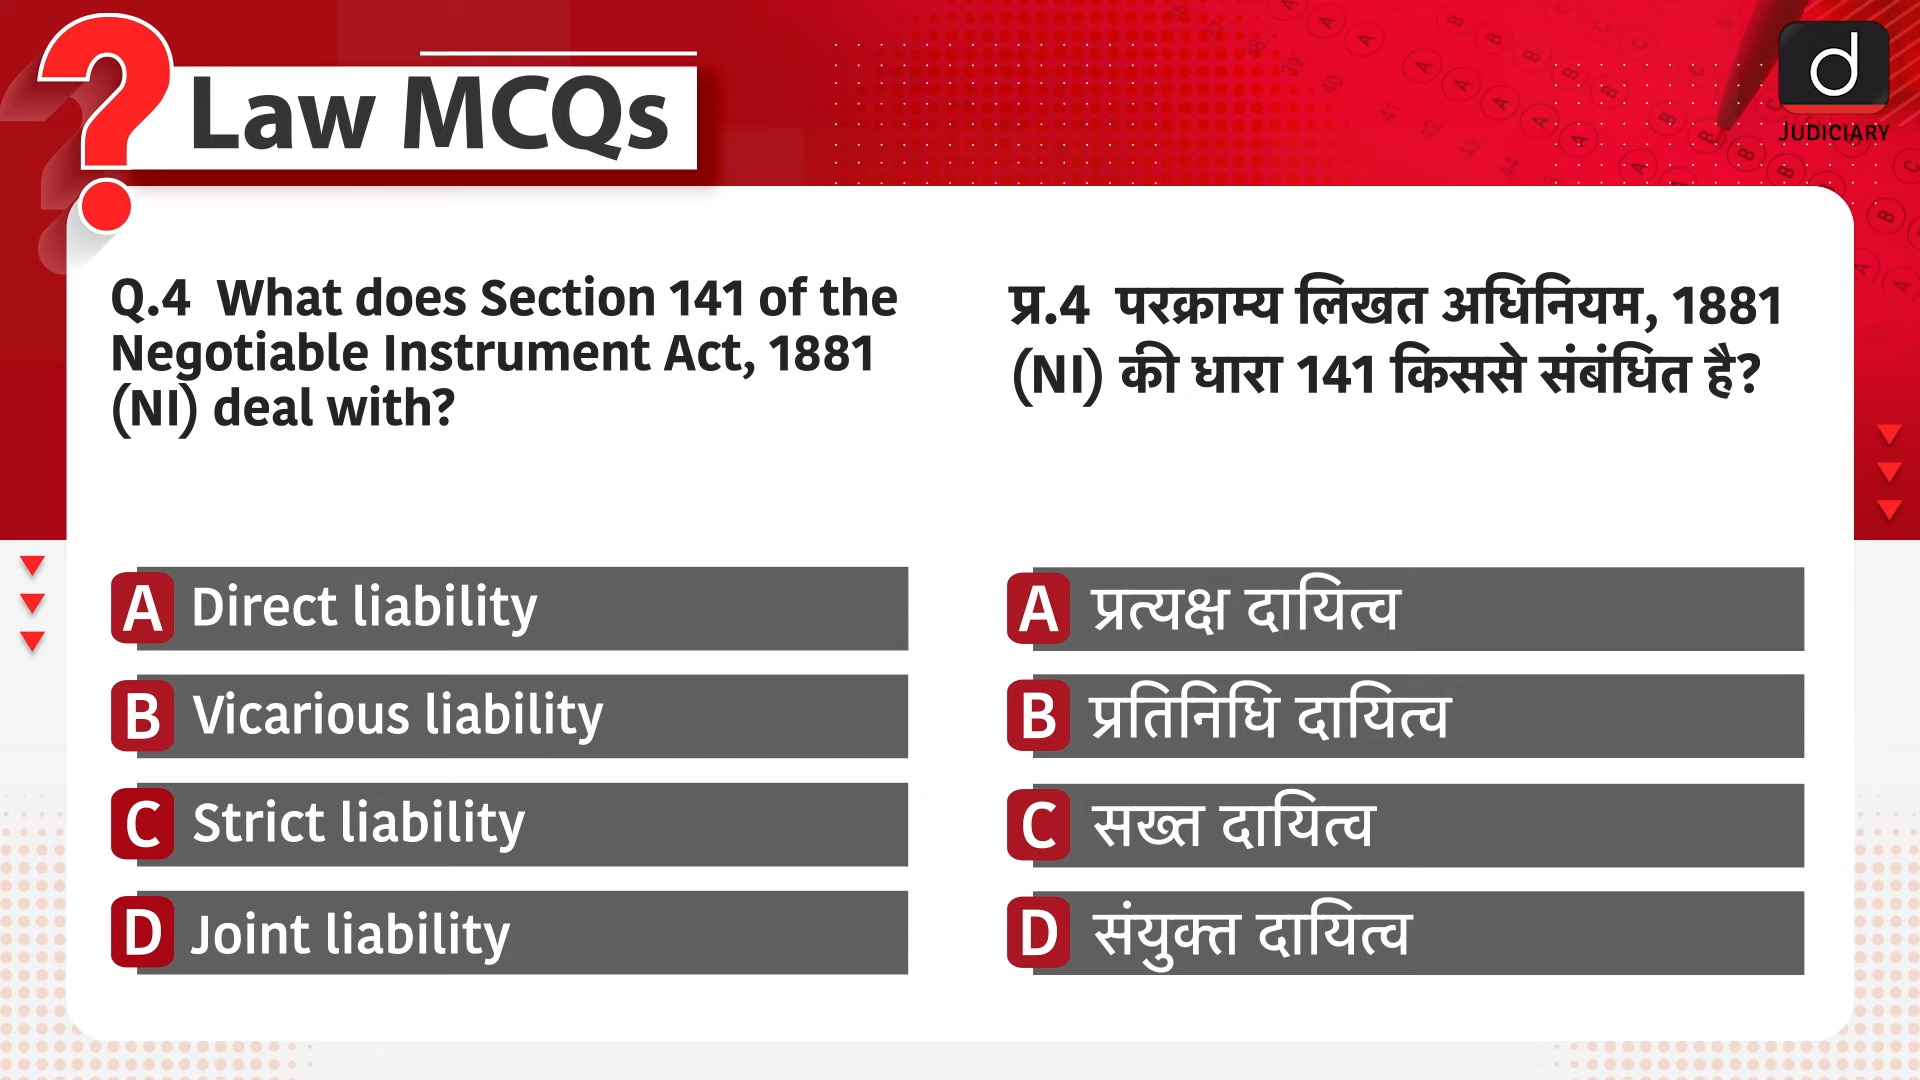 ?
Law MCQs
d
JUDICIARY
Q.4 What does Section 141 of the
Negotiable Instrument Act, 1881
(NI) deal with?
A Direct liability
B Vicarious liability
C Strict liability
D Joint liability
प्र.4 परक्राम्य लिखत अधिनियम, 1881
(NI) की धारा 141 किससे संबंधित है?
A प्रत्यक्ष दायित्व
B प्रतिनिधि दायित्व
C सख्त दायित्व
D संयुक्त दायित्व